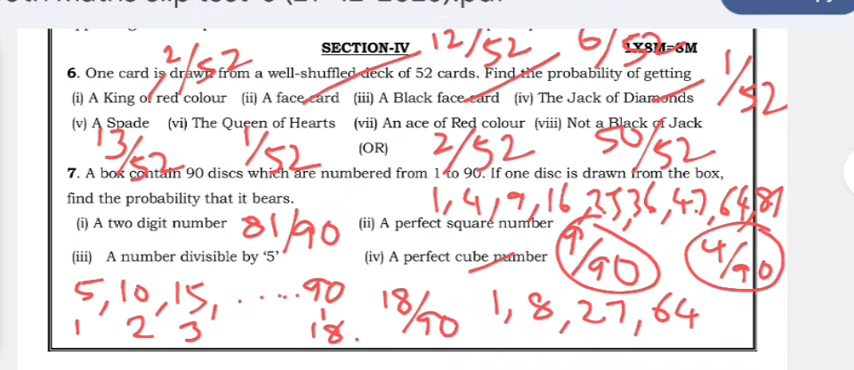 SECTION-IV 1X8M=8M
2/52 12/52 6/52
6. One card is drawn from a well-shuffled deck of 52 cards. Find the probability of getting
(i) A King of red colour (ii) A face card (iii) A Black face card (iv) The Jack of Diamonds 1/52
(v) A Spade (vi) The Queen of Hearts (vii) An ace of Red colour (viii) Not a Black of Jack
13/52 1/52 (OR) 2/52 50/52
7. A box contain 90 discs which are numbered from 1 to 90. If one disc is drawn from the box,
find the probability that it bears. 1, 4, 9, 16, 25, 36, 49, 64, 81
(i) A two digit number 81/90 (ii) A perfect square number 9/90 4/90
(iii) A number divisible by '5' (iv) A perfect cube number
5, 10, 15, ..... 90 18/90 1, 8, 27, 64
1 2 3 18.